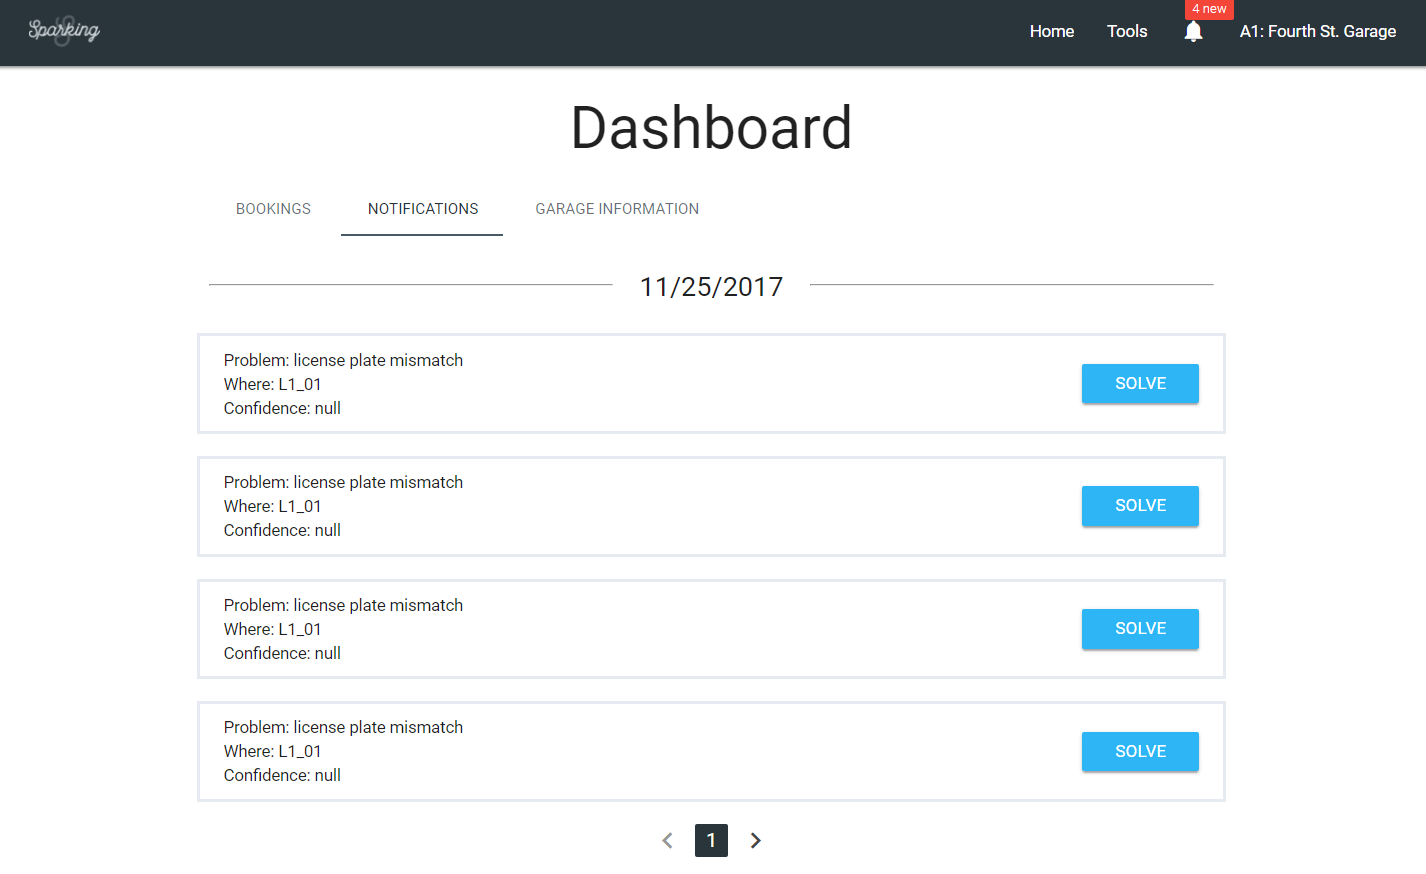 Sparking
Home
Tools
4 new
A1: Fourth St. Garage
Dashboard
BOOKINGS
NOTIFICATIONS
GARAGE INFORMATION
11/25/2017
Problem: license plate mismatch
Where: L1_01
Confidence: null
SOLVE
Problem: license plate mismatch
Where: L1_01
Confidence: null
SOLVE
Problem: license plate mismatch
Where: L1_01
Confidence: null
SOLVE
Problem: license plate mismatch
Where: L1_01
Confidence: null
SOLVE
1